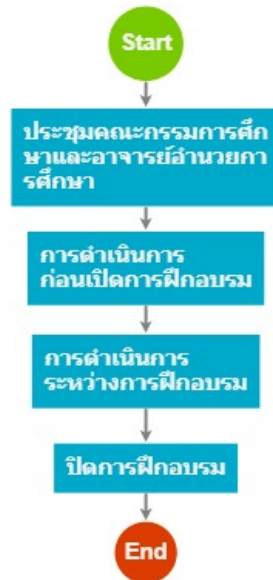 Start
ประชุมคณะกรรมการศึก
ษาและอาจารย์อำนวยกา
รศึกษา
การดำเนินการ
ก่อนเปิดการฝึกอบรม
การดำเนินการ
ระหว่างการฝึกอบรม
ปิดการฝึกอบรม
End